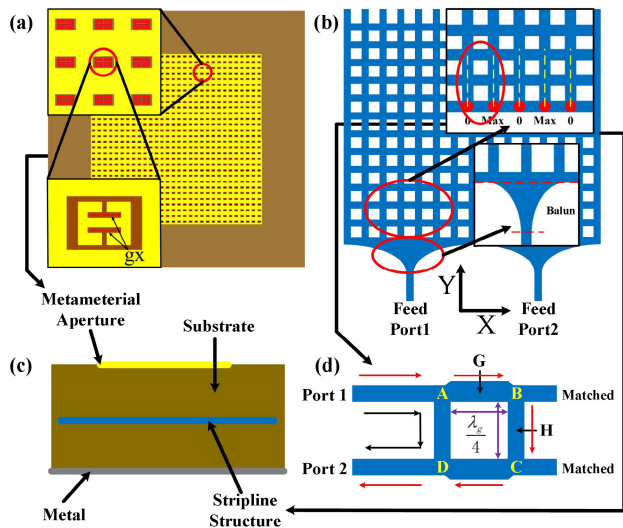 (a)
gx
(b)
0 Max 0 Max 0
Balun
Y
X
Feed
Port1
Feed
Port2
Metameterial
Aperture
(c)
Substrate
Metal
Stripline
Structure
(d)
G
Port 1
A
B
Matched
λg
4
H
Port 2
D
C
Matched